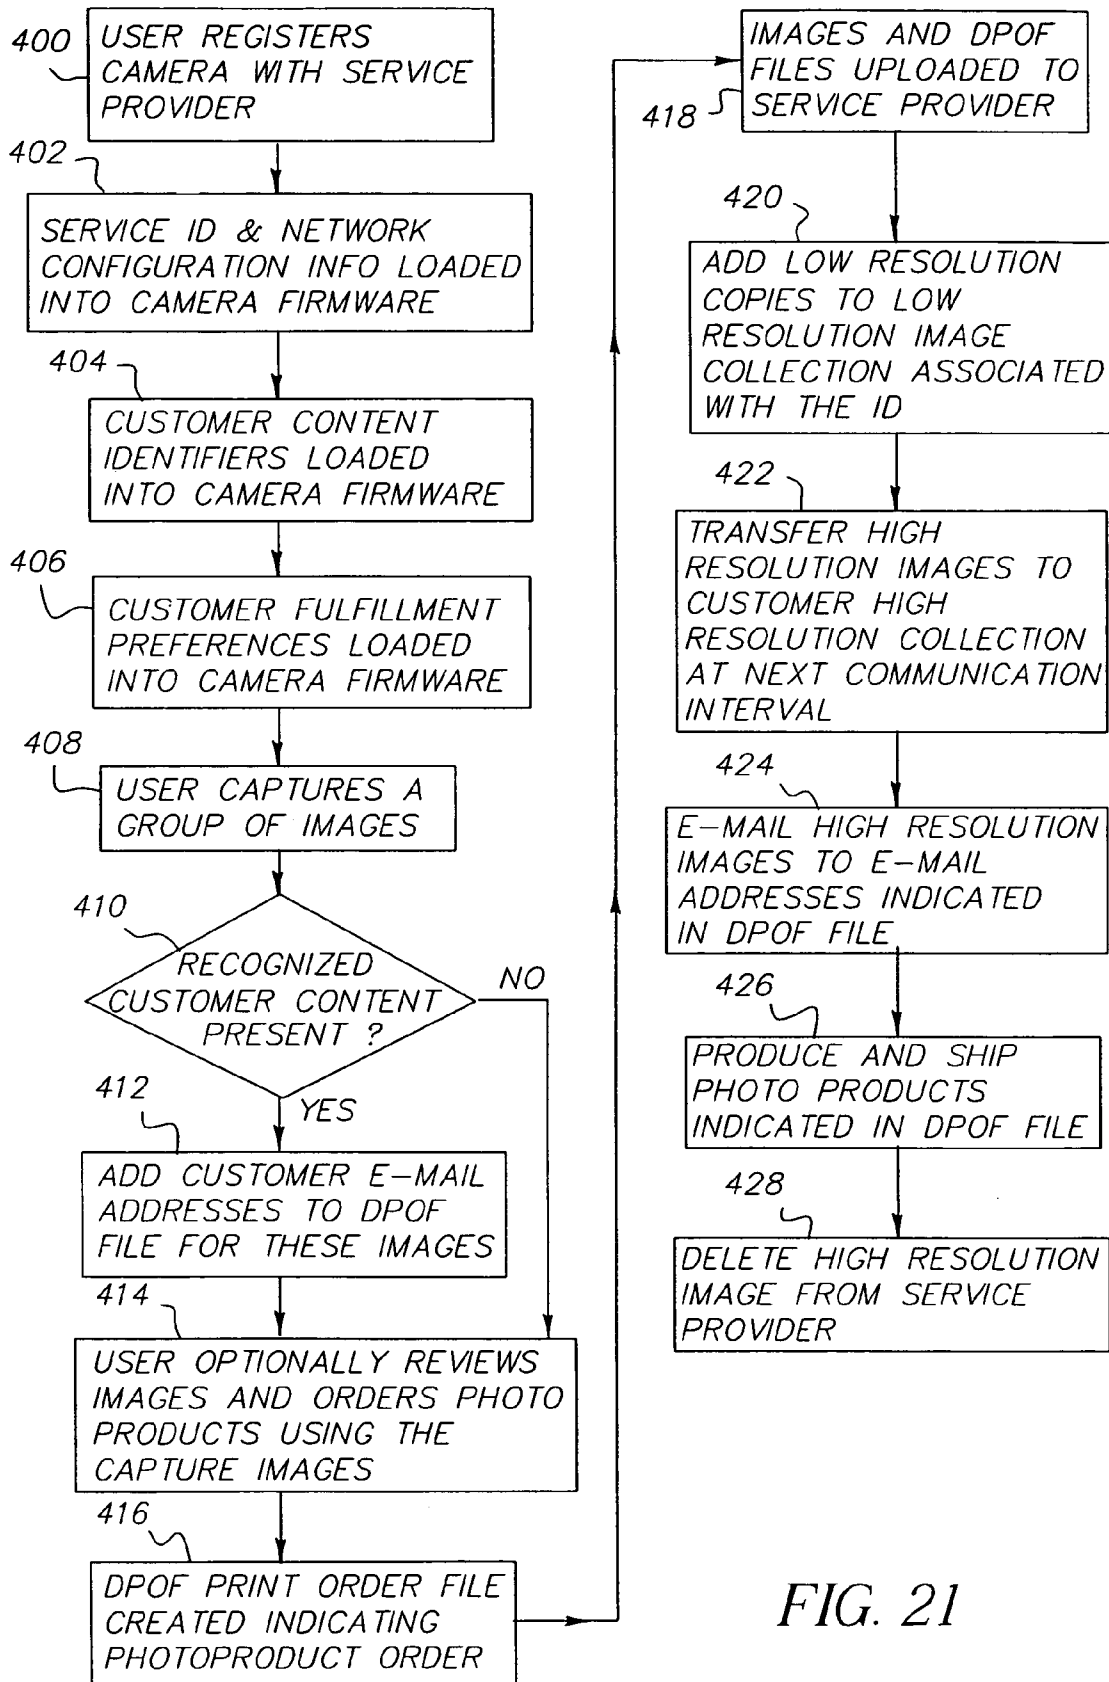 400
USER REGISTERS
CAMERA WITH SERVICE
PROVIDER
402
SERVICE ID & NETWORK
CONFIGURATION INFO LOADED
INTO CAMERA FIRMWARE
404
CUSTOMER CONTENT
IDENTIFIERS LOADED
INTO CAMERA FIRMWARE
406
CUSTOMER FULFILLMENT
PREFERENCES LOADED
INTO CAMERA FIRMWARE
408
USER CAPTURES A
GROUP OF IMAGES
410
RECOGNIZED
CUSTOMER CONTENT
PRESENT ?
NO
YES
412
ADD CUSTOMER E-MAIL
ADDRESSES TO DPOF
FILE FOR THESE IMAGES
414
USER OPTIONALLY REVIEWS
IMAGES AND ORDERS PHOTO
PRODUCTS USING THE
CAPTURE IMAGES
416
DPOF PRINT ORDER FILE
CREATED INDICATING
PHOTOPRODUCT ORDER
IMAGES AND DPOF
FILES UPLOADED TO
SERVICE PROVIDER
418
420
ADD LOW RESOLUTION
COPIES TO LOW
RESOLUTION IMAGE
COLLECTION ASSOCIATED
WITH THE ID
422
TRANSFER HIGH
RESOLUTION IMAGES TO
CUSTOMER HIGH
RESOLUTION COLLECTION
AT NEXT COMMUNICATION
INTERVAL
424
E-MAIL HIGH RESOLUTION
IMAGES TO E-MAIL
ADDRESSES INDICATED
IN DPOF FILE
426
PRODUCE AND SHIP
PHOTO PRODUCTS
INDICATED IN DPOF FILE
428
DELETE HIGH RESOLUTION
IMAGE FROM SERVICE
PROVIDER
FIG. 21